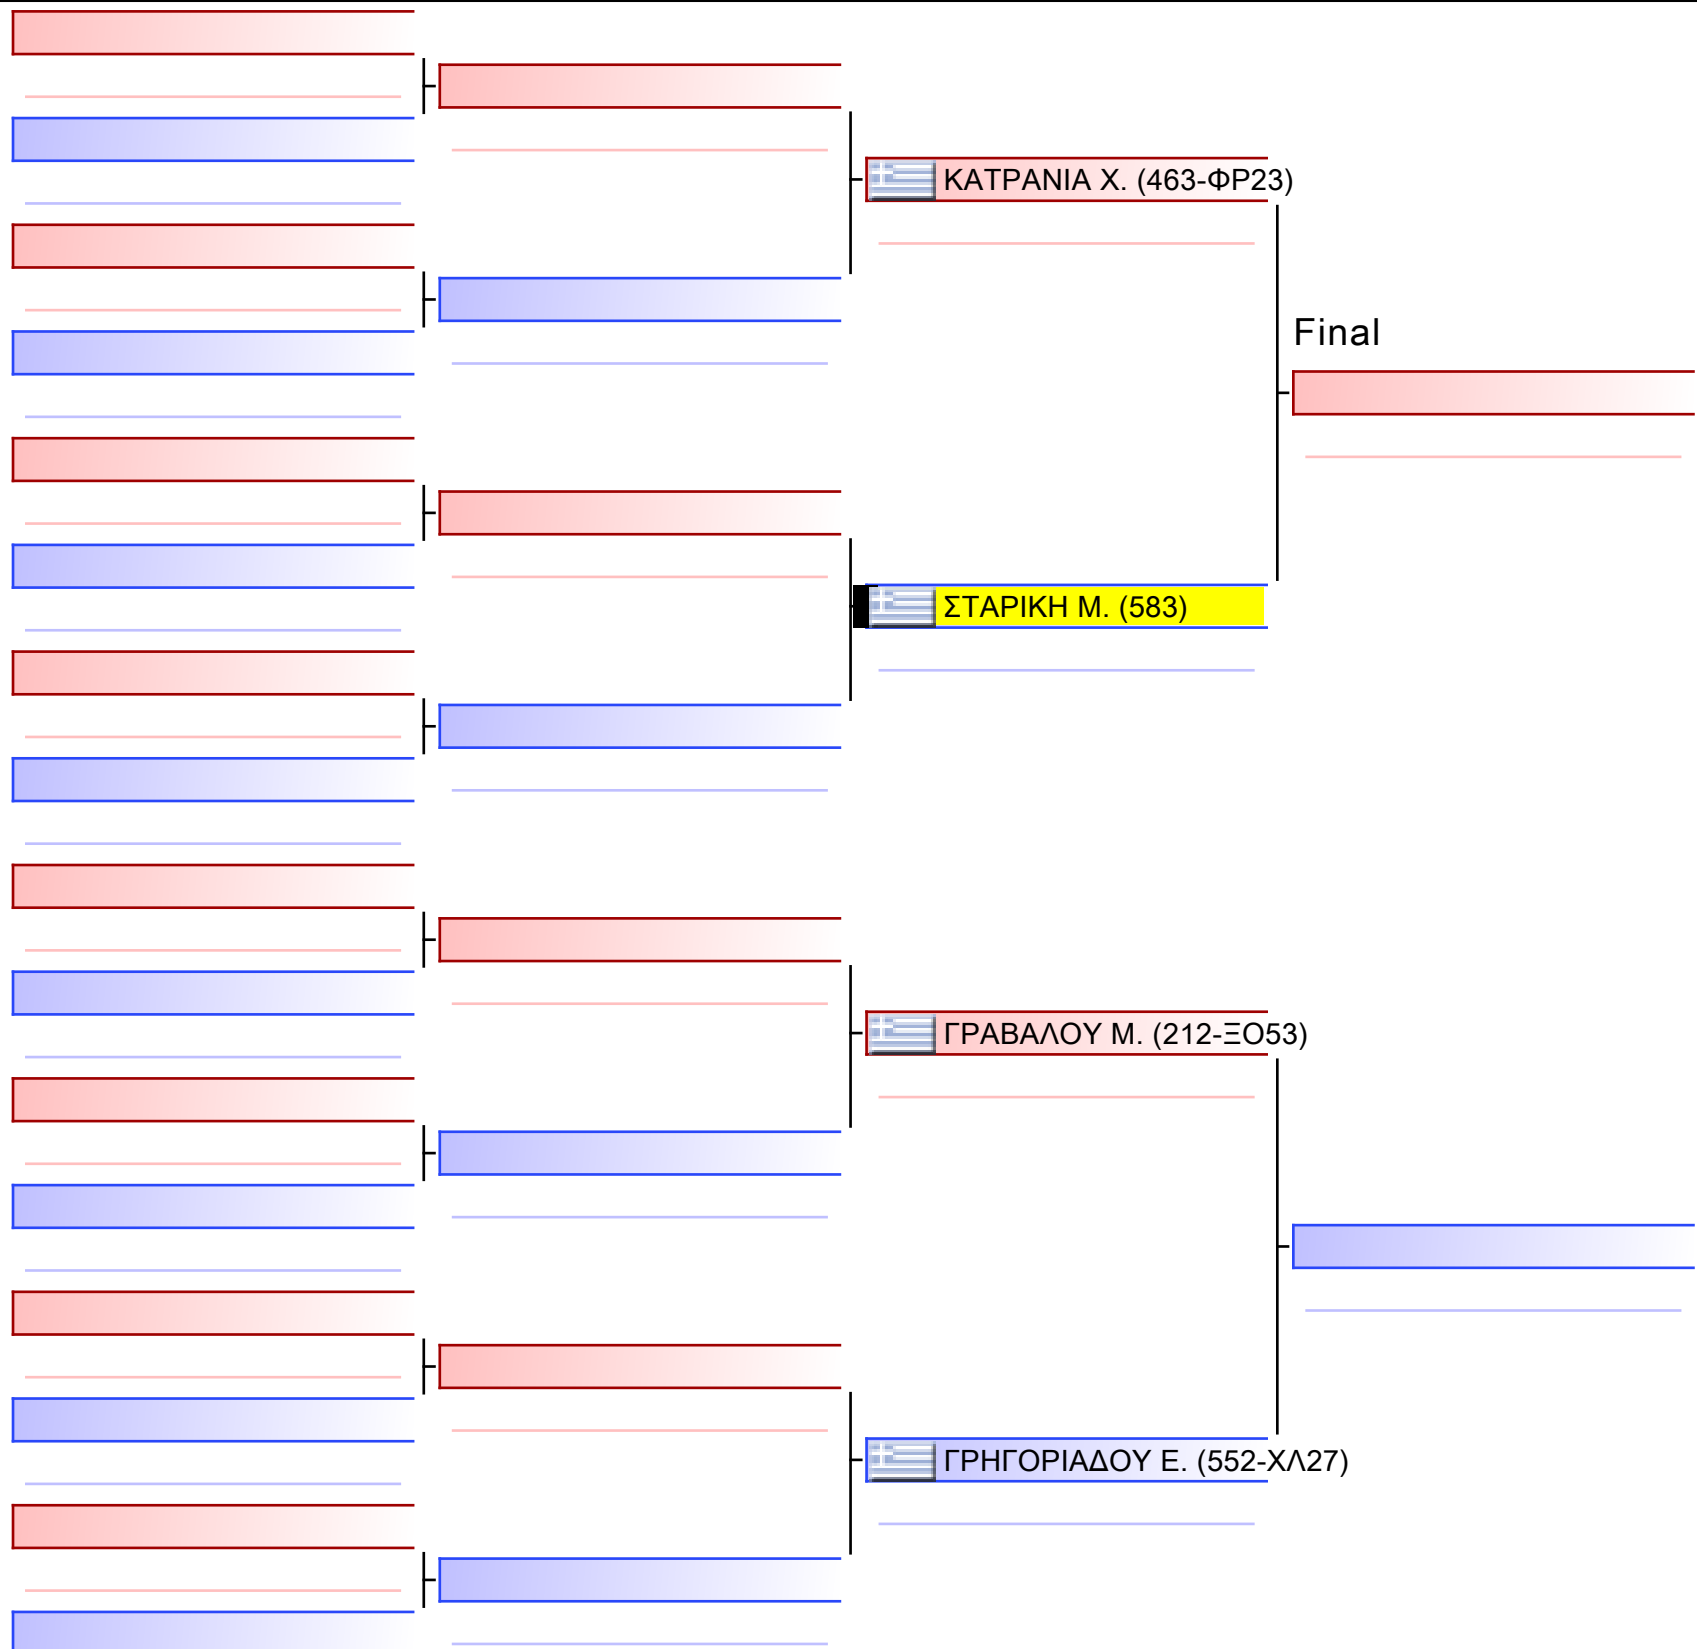 ΚΑΤΡΑΝΙΑ Χ. (463-ΦΡ23)
Final
ΣΤΑΡΙΚΗ Μ. (583)
ΓΡΑΒΑΛΟΥ Μ. (212-ΞΟ53)
ΓΡΗΓΟΡΙΑΔΟΥ Ε. (552-ΧΛ27)